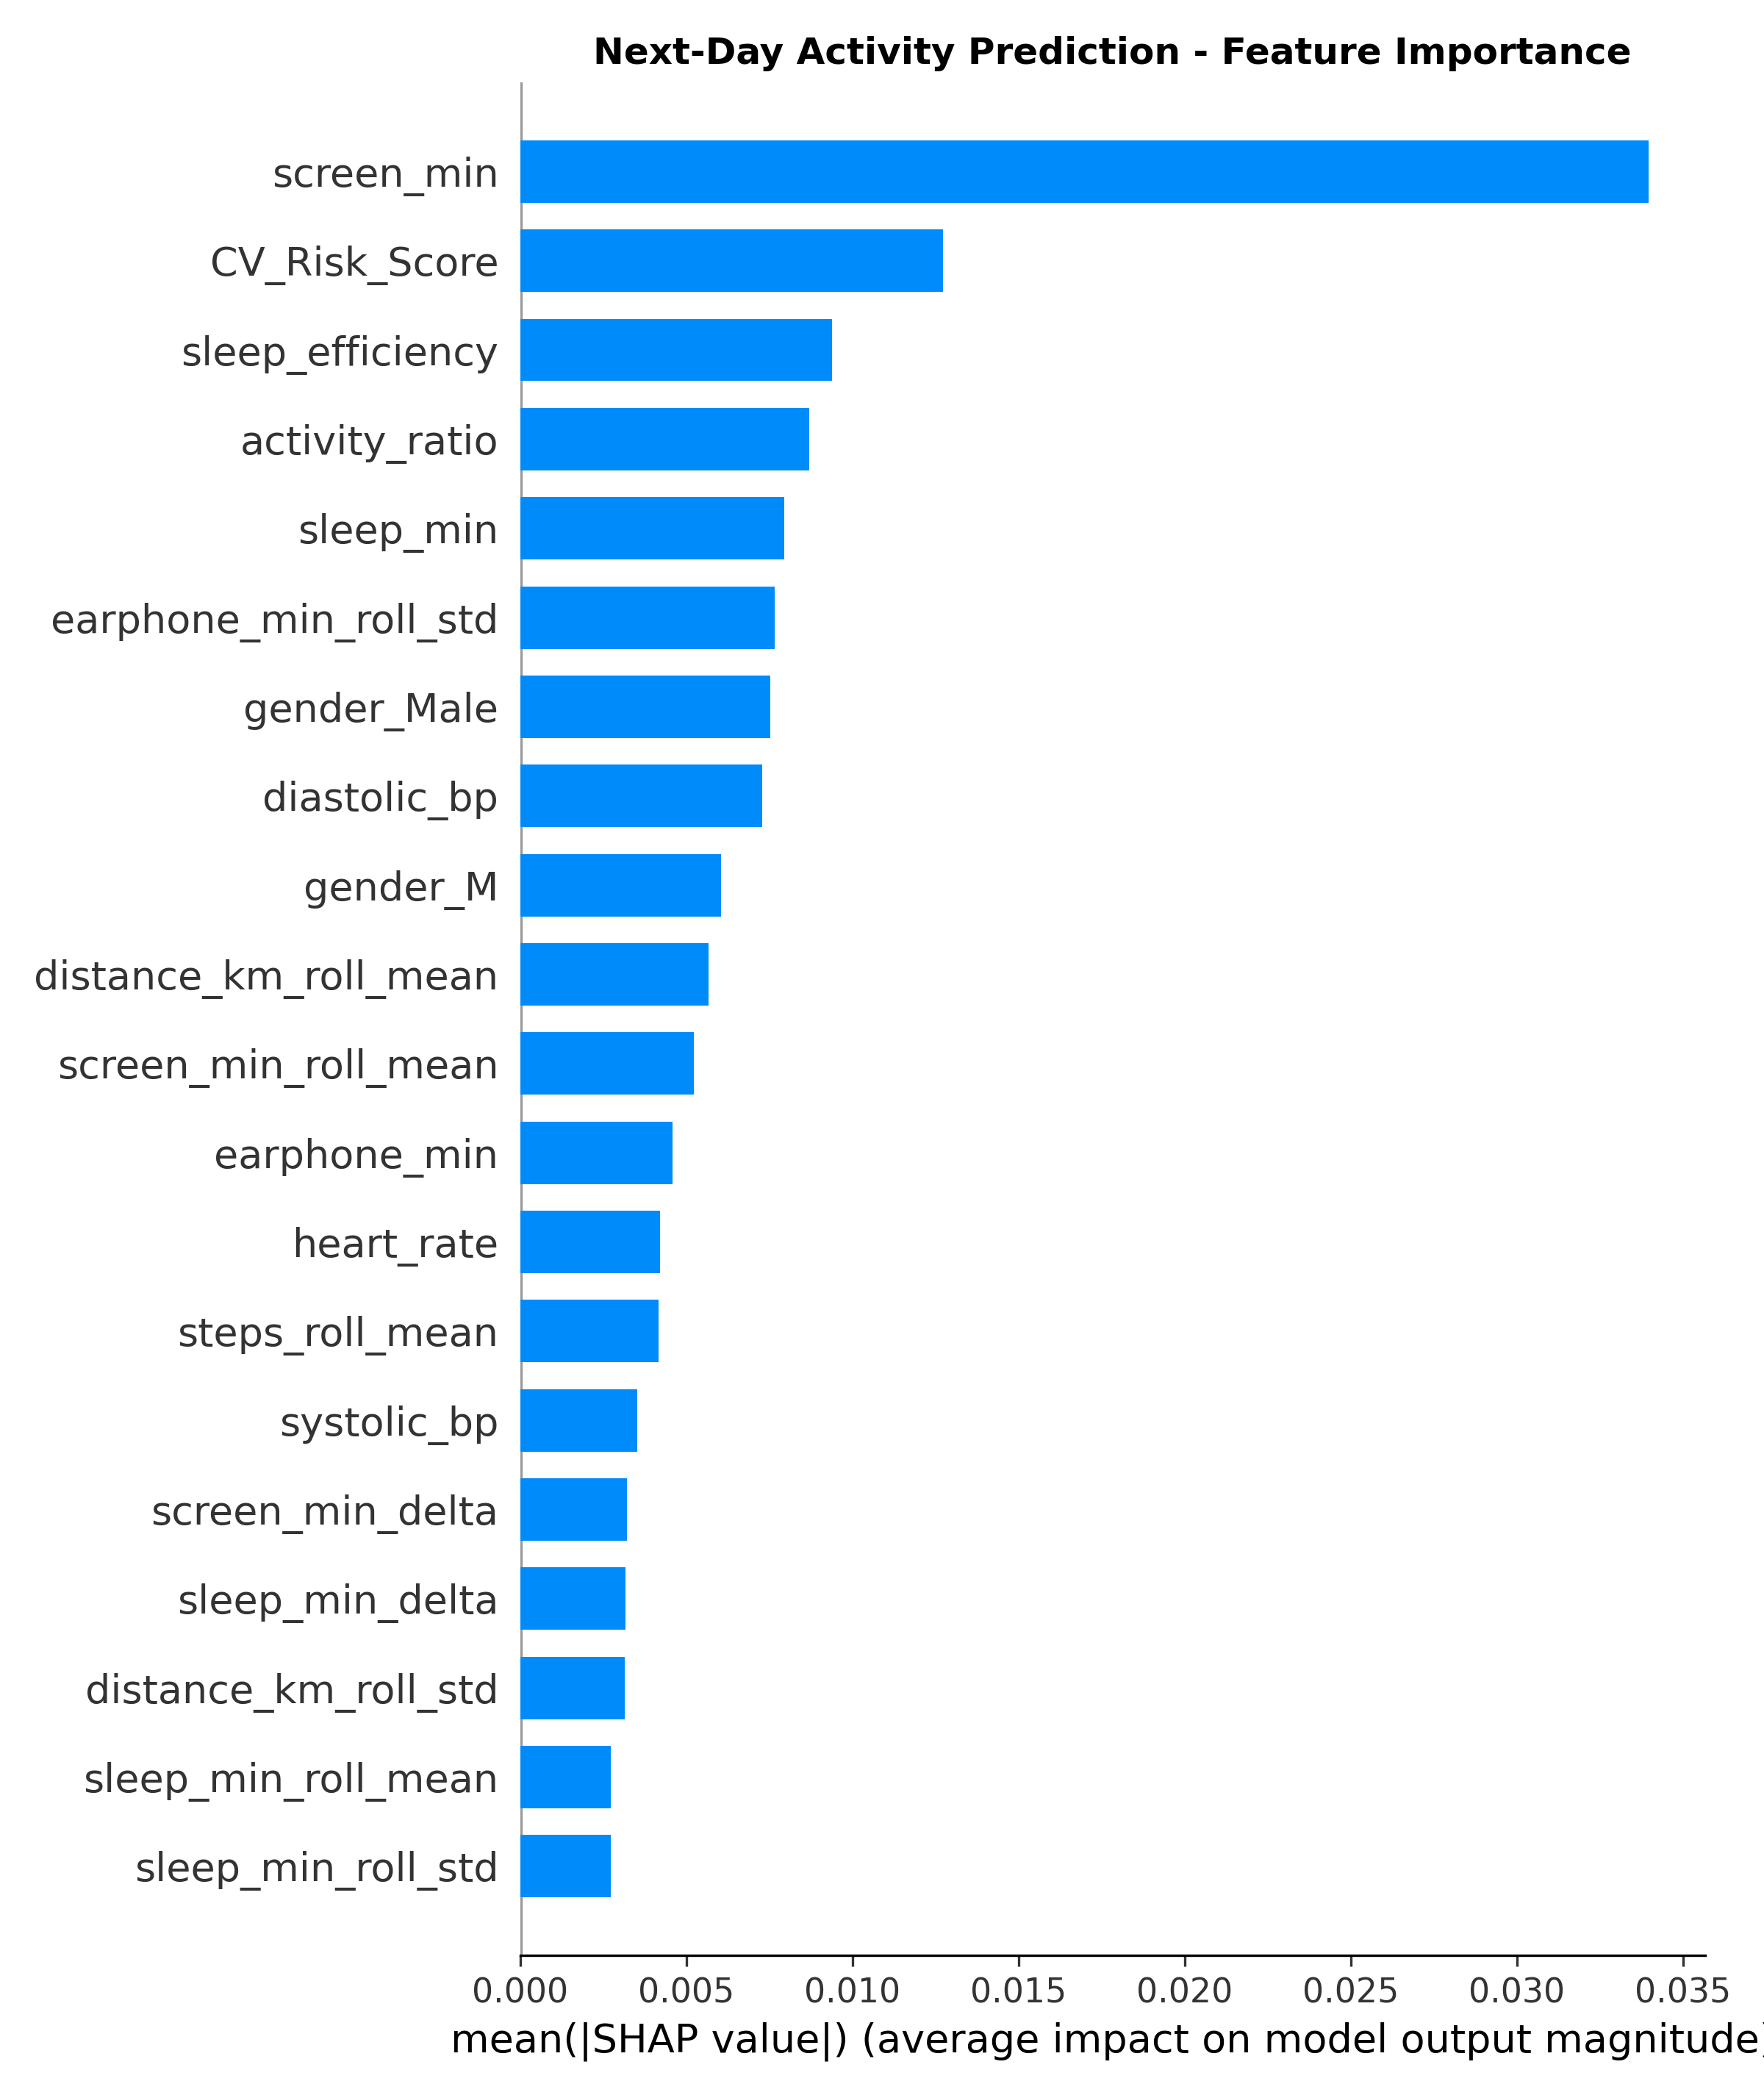 Next-Day Activity Prediction - Feature Importance
screen_min
CV_Risk_Score
sleep_efficiency
activity_ratio
sleep_min
earphone_min_roll_std
gender_Male
diastolic_bp
gender_M
distance_km_roll_mean
screen_min_roll_mean
earphone_min
heart_rate
steps_roll_mean
systolic_bp
screen_min_delta
sleep_min_delta
distance_km_roll_std
sleep_min_roll_mean
sleep_min_roll_std
0.000 0.005 0.010 0.015 0.020 0.025 0.030 0.035
mean(|SHAP value|) (average impact on model output magnitude)